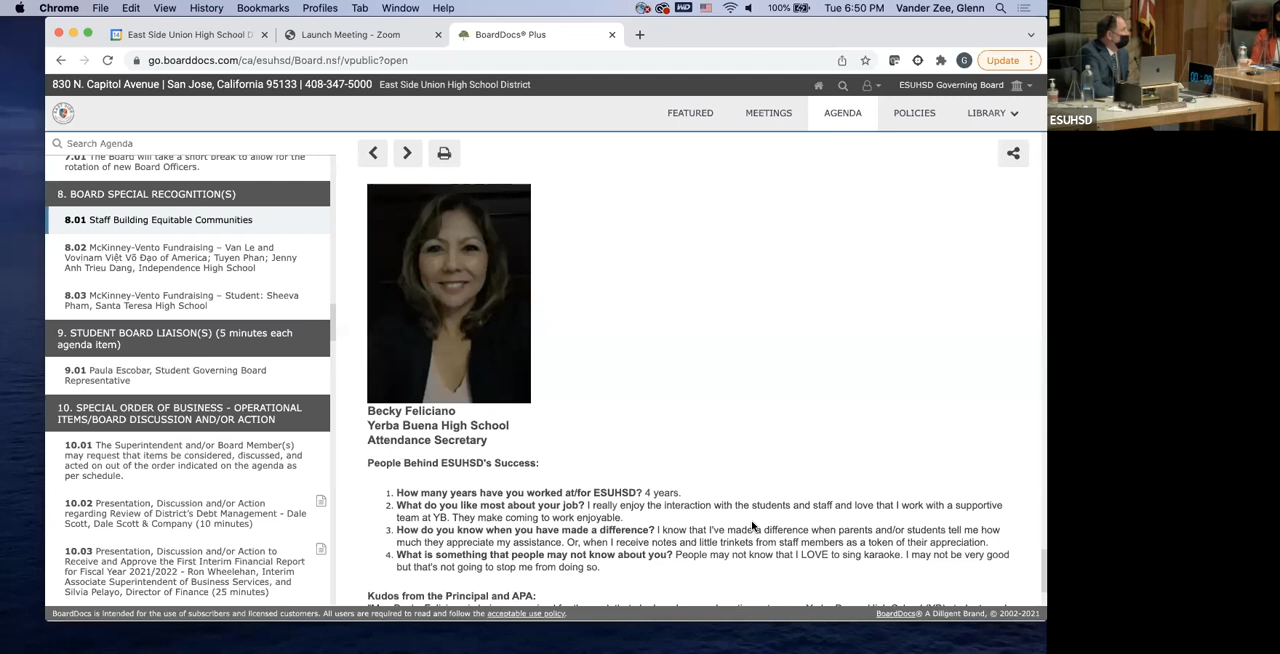 Chrome File Edit View History Bookmarks Profiles Tab Window Help 100% Tue 6:50 PM Vander Zee, Glenn
East Side Union High School D Launch Meeting - Zoom BoardDocs® Plus
go.boarddocs.com/ca/esuhsd/Board.nsf/vpublic?open G Update
830 N. Capitol Avenue | San Jose, California 95133 | 408-347-5000 East Side Union High School District ESUHSD Governing Board
FEATURED MEETINGS AGENDA POLICIES LIBRARY
Search Agenda
7.01 The Board will take a short break to allow for the
rotation of new Board Officers.
8. BOARD SPECIAL RECOGNITION(S)
8.01 Staff Building Equitable Communities
8.02 McKinney-Vento Fundraising – Van Le and
Vovinam Việt Võ Đạo of America; Tuyen Phan; Jenny
Anh Trieu Dang, Independence High School
8.03 McKinney-Vento Fundraising – Student: Sheeva
Pham, Santa Teresa High School
9. STUDENT BOARD LIAISON(S) (5 minutes each
agenda item)
9.01 Paula Escobar, Student Governing Board
Representative
10. SPECIAL ORDER OF BUSINESS - OPERATIONAL
ITEMS/BOARD DISCUSSION AND/OR ACTION
10.01 The Superintendent and/or Board Member(s)
may request that items be considered, discussed, and
acted on out of the order indicated on the agenda as
per schedule.
10.02 Presentation, Discussion and/or Action
regarding Review of District's Debt Management - Dale
Scott, Dale Scott & Company (10 minutes)
10.03 Presentation, Discussion and/or Action to
Receive and Approve the First Interim Financial Report
for Fiscal Year 2021/2022 - Ron Wheelehan, Interim
Associate Superintendent of Business Services, and
Silvia Pelayo, Director of Finance (25 minutes)
Becky Feliciano
Yerba Buena High School
Attendance Secretary
People Behind ESUHSD's Success:
1. How many years have you worked at/for ESUHSD? 4 years.
2. What do you like most about your job? I really enjoy the interaction with the students and staff and love that I work with a supportive
team at YB. They make coming to work enjoyable.
3. How do you know when you have made a difference? I know that I've made a difference when parents and/or students tell me how
much they appreciate my assistance. Or, when I receive notes and little trinkets from staff members as a token of their appreciation.
4. What is something that people may not know about you? People may not know that I LOVE to sing karaoke. I may not be very good
but that's not going to stop me from doing so.
Kudos from the Principal and APA:
BoardDocs is intended for the use of subscribers and licensed customers. All users are required to read and follow the acceptable use policy. BoardDocs® A Diligent Brand, © 2002-2021
ESUHSD